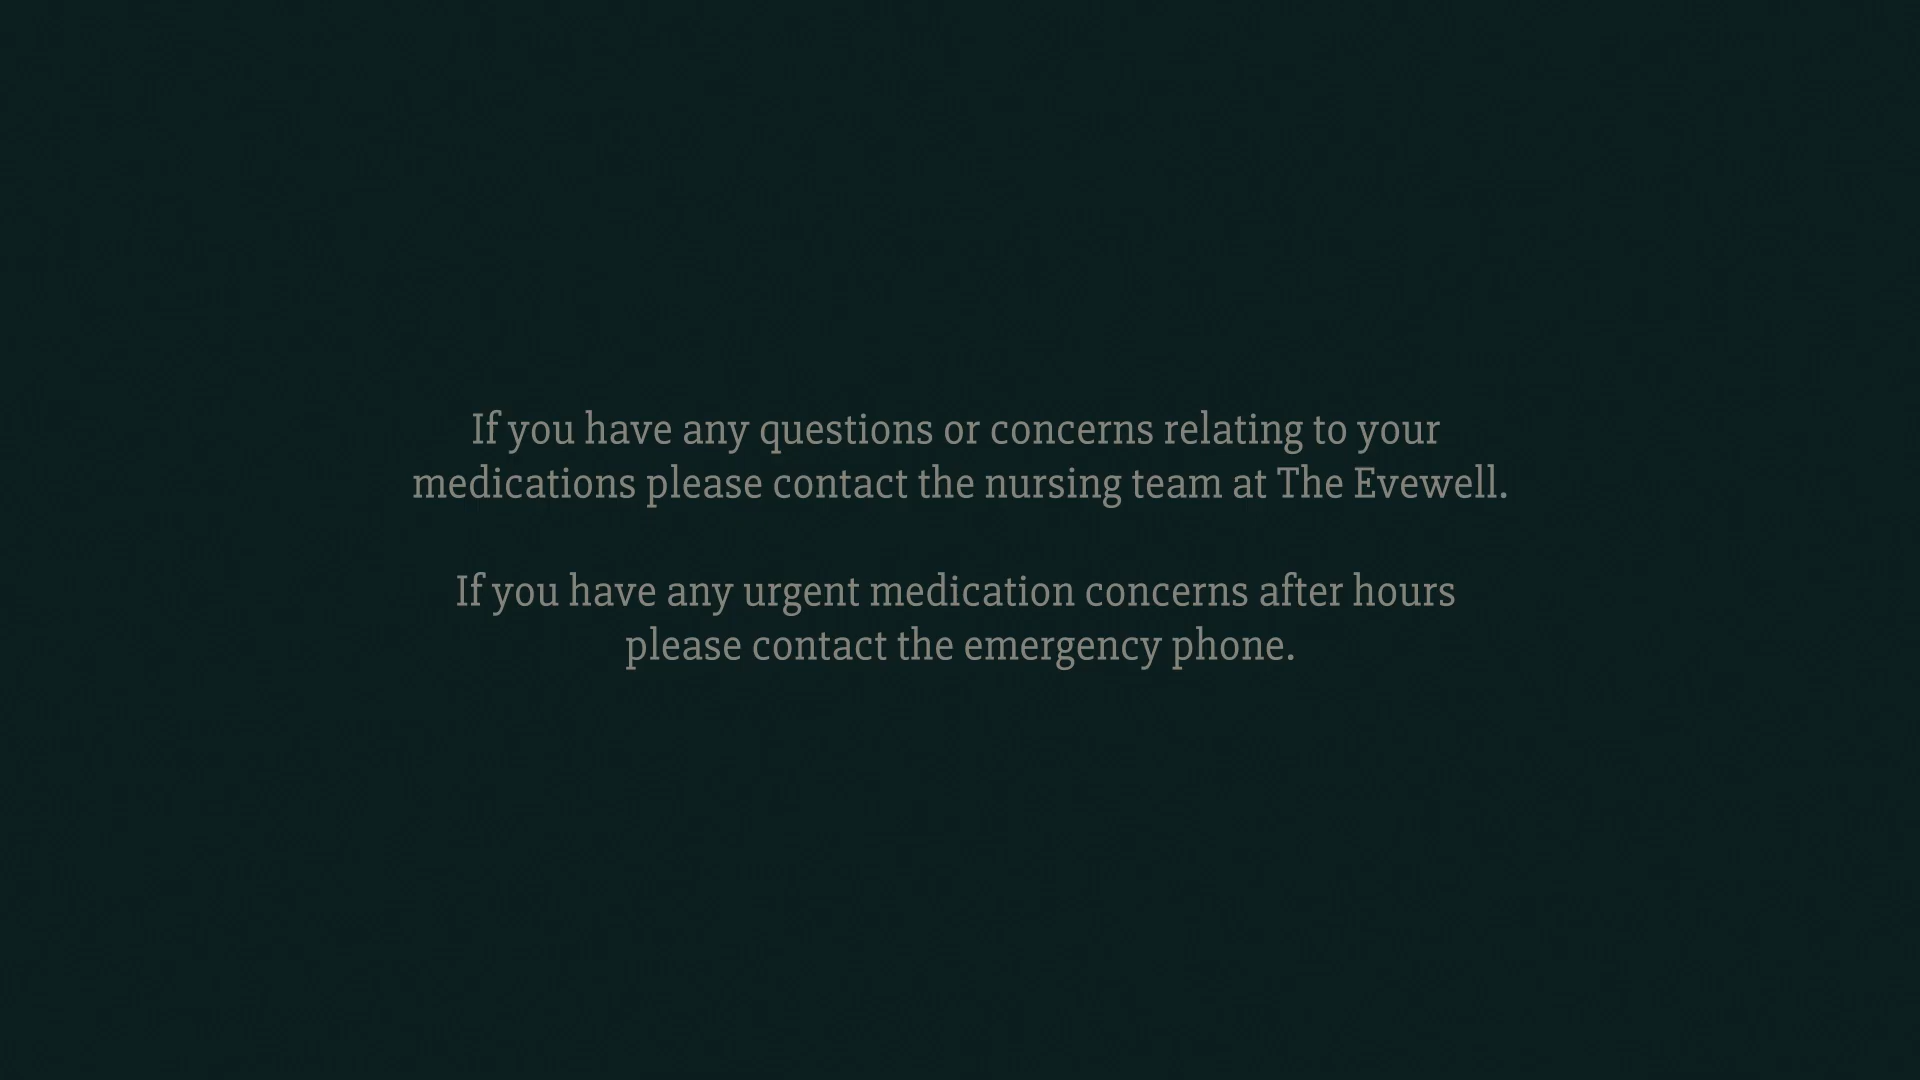 If you have any questions or concerns relating to your
medications please contact the nursing team at The Evewell.
If you have any urgent medication concerns after hours
please contact the emergency phone.